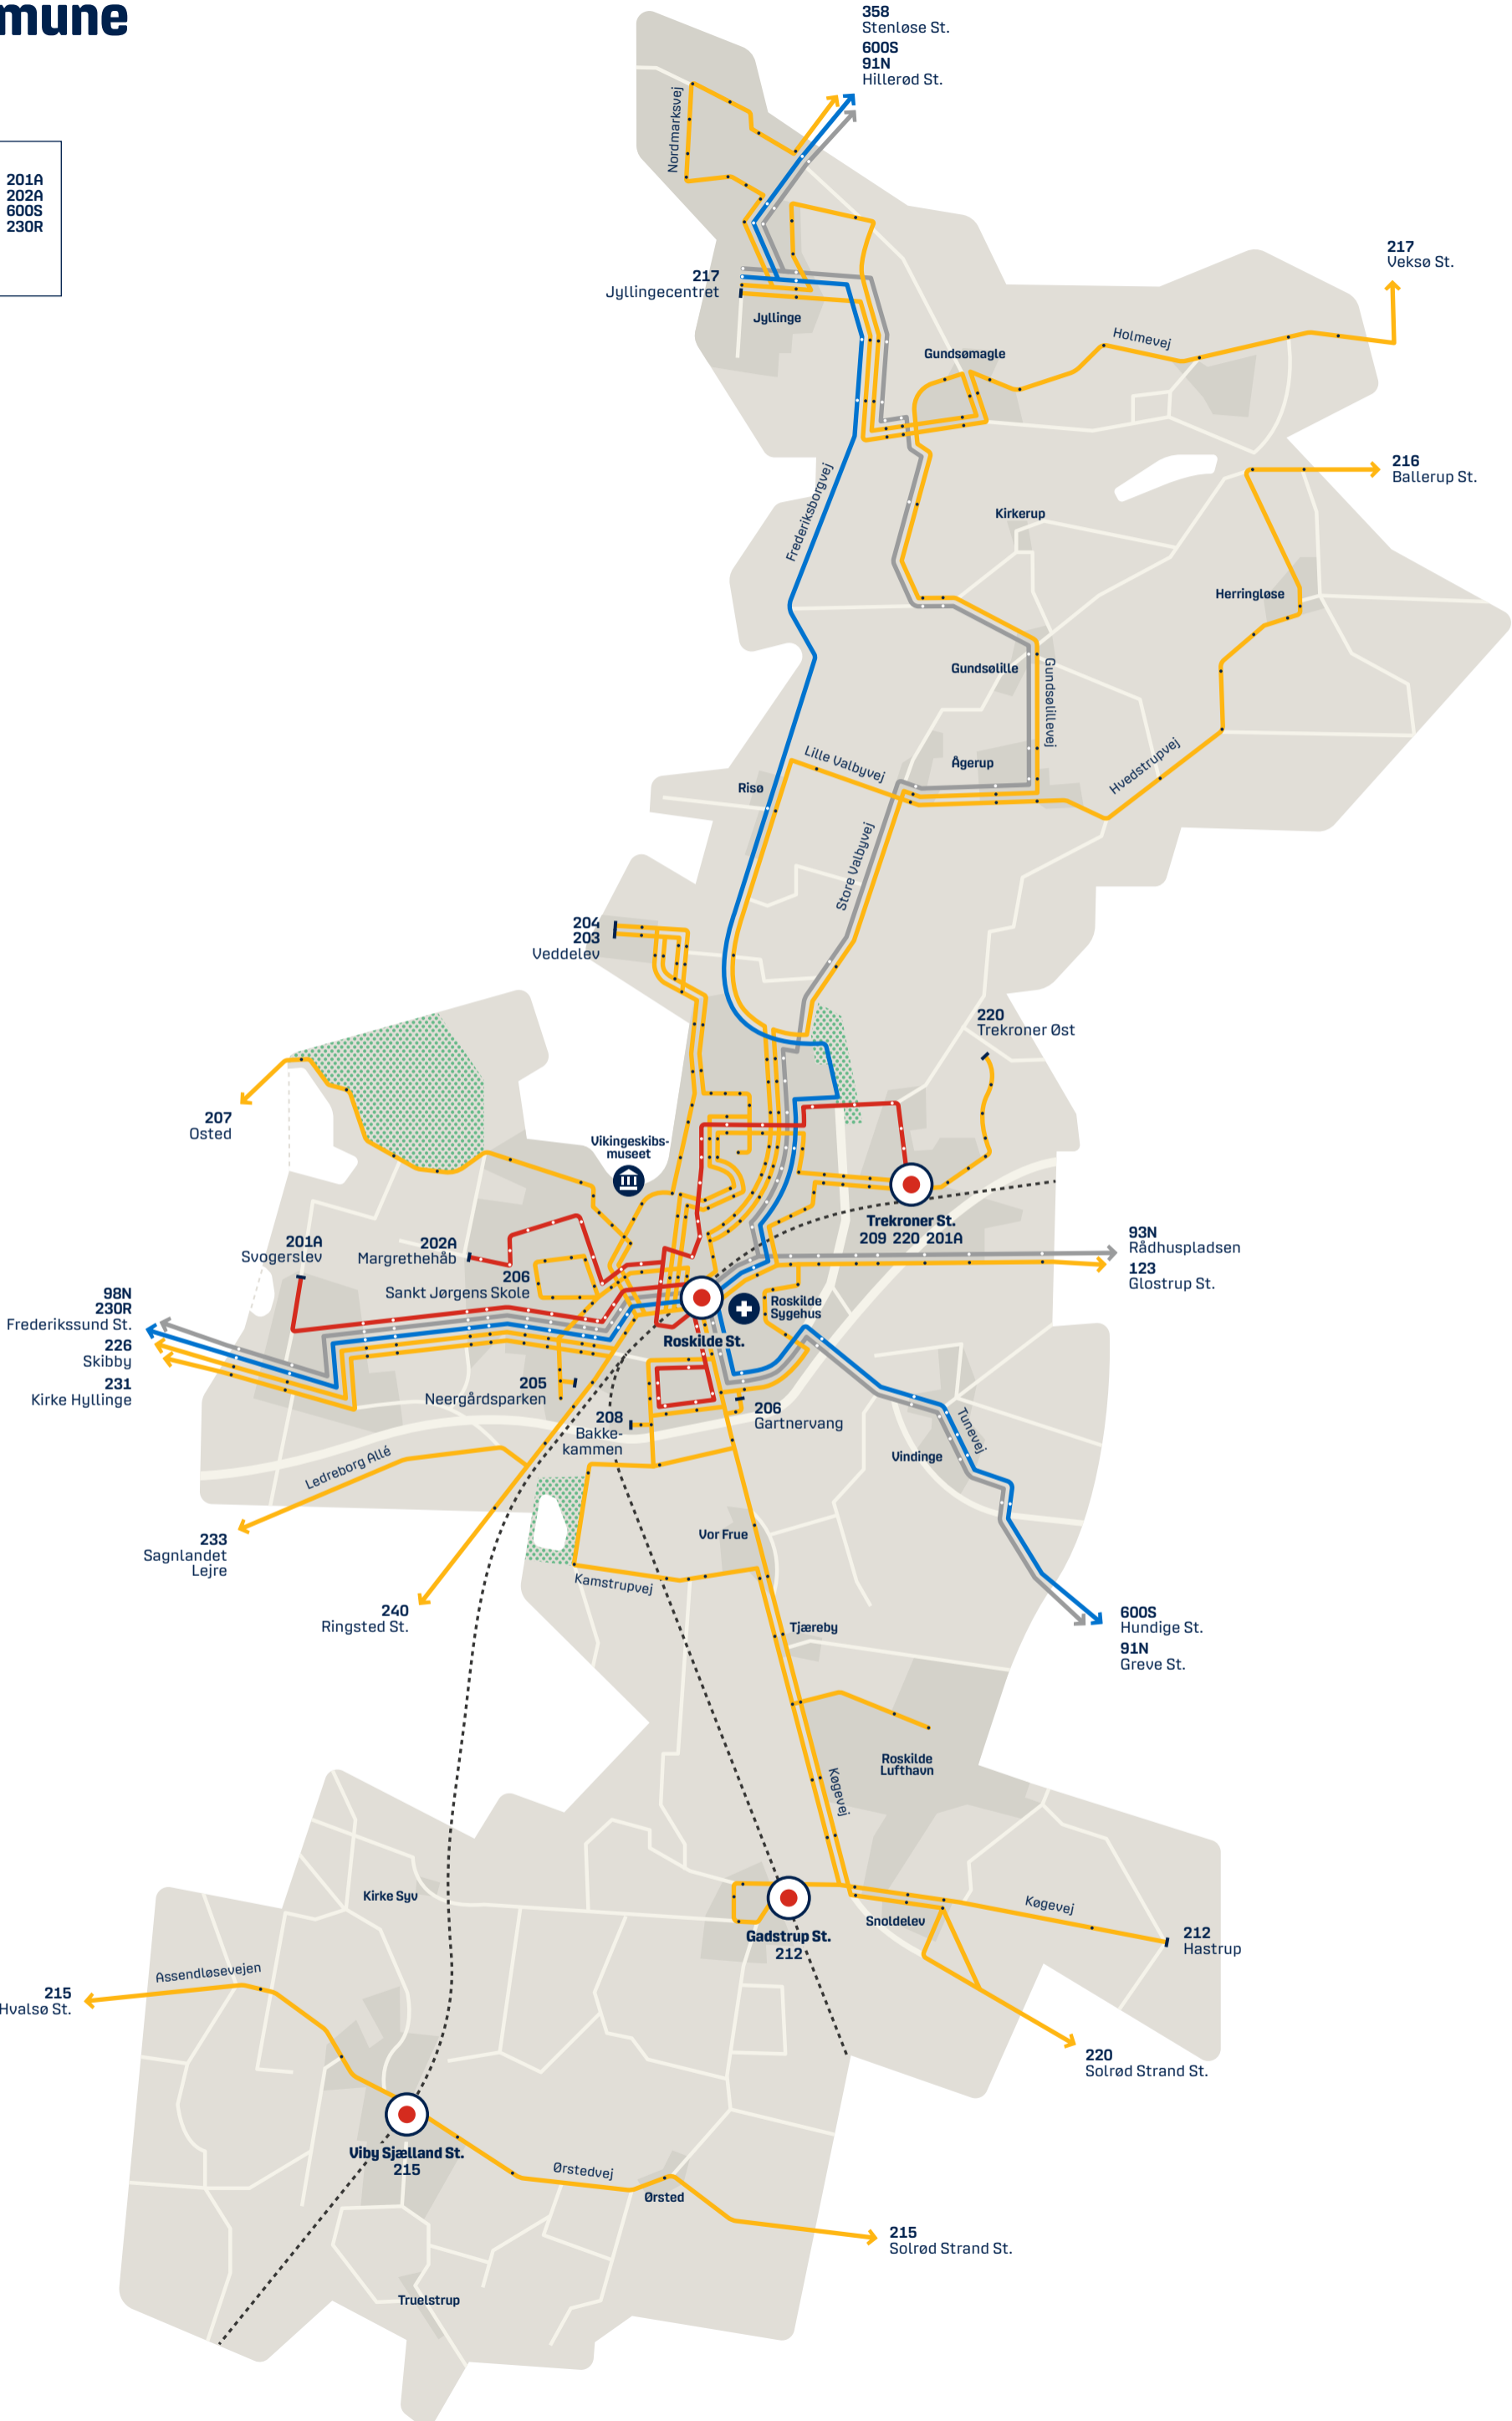 mune
201A
202A
600S
230R
358
Stenløse St.
600S
91N
Hillerød St.
Nordmarksvej
217
Jyllingecentret
Jyllinge
217
Veksø St.
Holmevej
Gundsømagle
216
Ballerup St.
Frederiksborgvej
Kirkerup
Herringløse
Gundsølille
Gundsølillevej
Lille Valbyvej
Ågerup
Hvedstrupvej
Risø
Store Valbyvej
204
203
Veddelev
220
Trekroner Øst
207
Osted
Vikingeskibs-
museet
Trekroner St.
209 220 201A
93N
Rådhuspladsen
123
Glostrup St.
201A
Svogerslev
202A
Margrethehåb
206
Sankt Jørgens Skole
98N
230R
Frederikssund St.
226
Skibby
231
Kirke Hyllinge
Roskilde
Sygehus
Roskilde St.
205
Neergårdsparken
208
Bakke-
kammen
206
Gartnervang
Tunevej
Vindinge
Ledreborg Allé
233
Sagnlandet
Lejre
Vor Frue
Kamstrupvej
240
Ringsted St.
Tjæreby
600S
Hundige St.
91N
Greve St.
Roskilde
Lufthavn
Køgevej
Kirke Syv
Køgevej
Snoldelev
Gadstrup St.
212
212
Hastrup
Assendløsevejen
215
Hvalsø St.
220
Solrød Strand St.
Viby Sjælland St.
215
Ørstedvej
Ørsted
215
Solrød Strand St.
Truelstrup